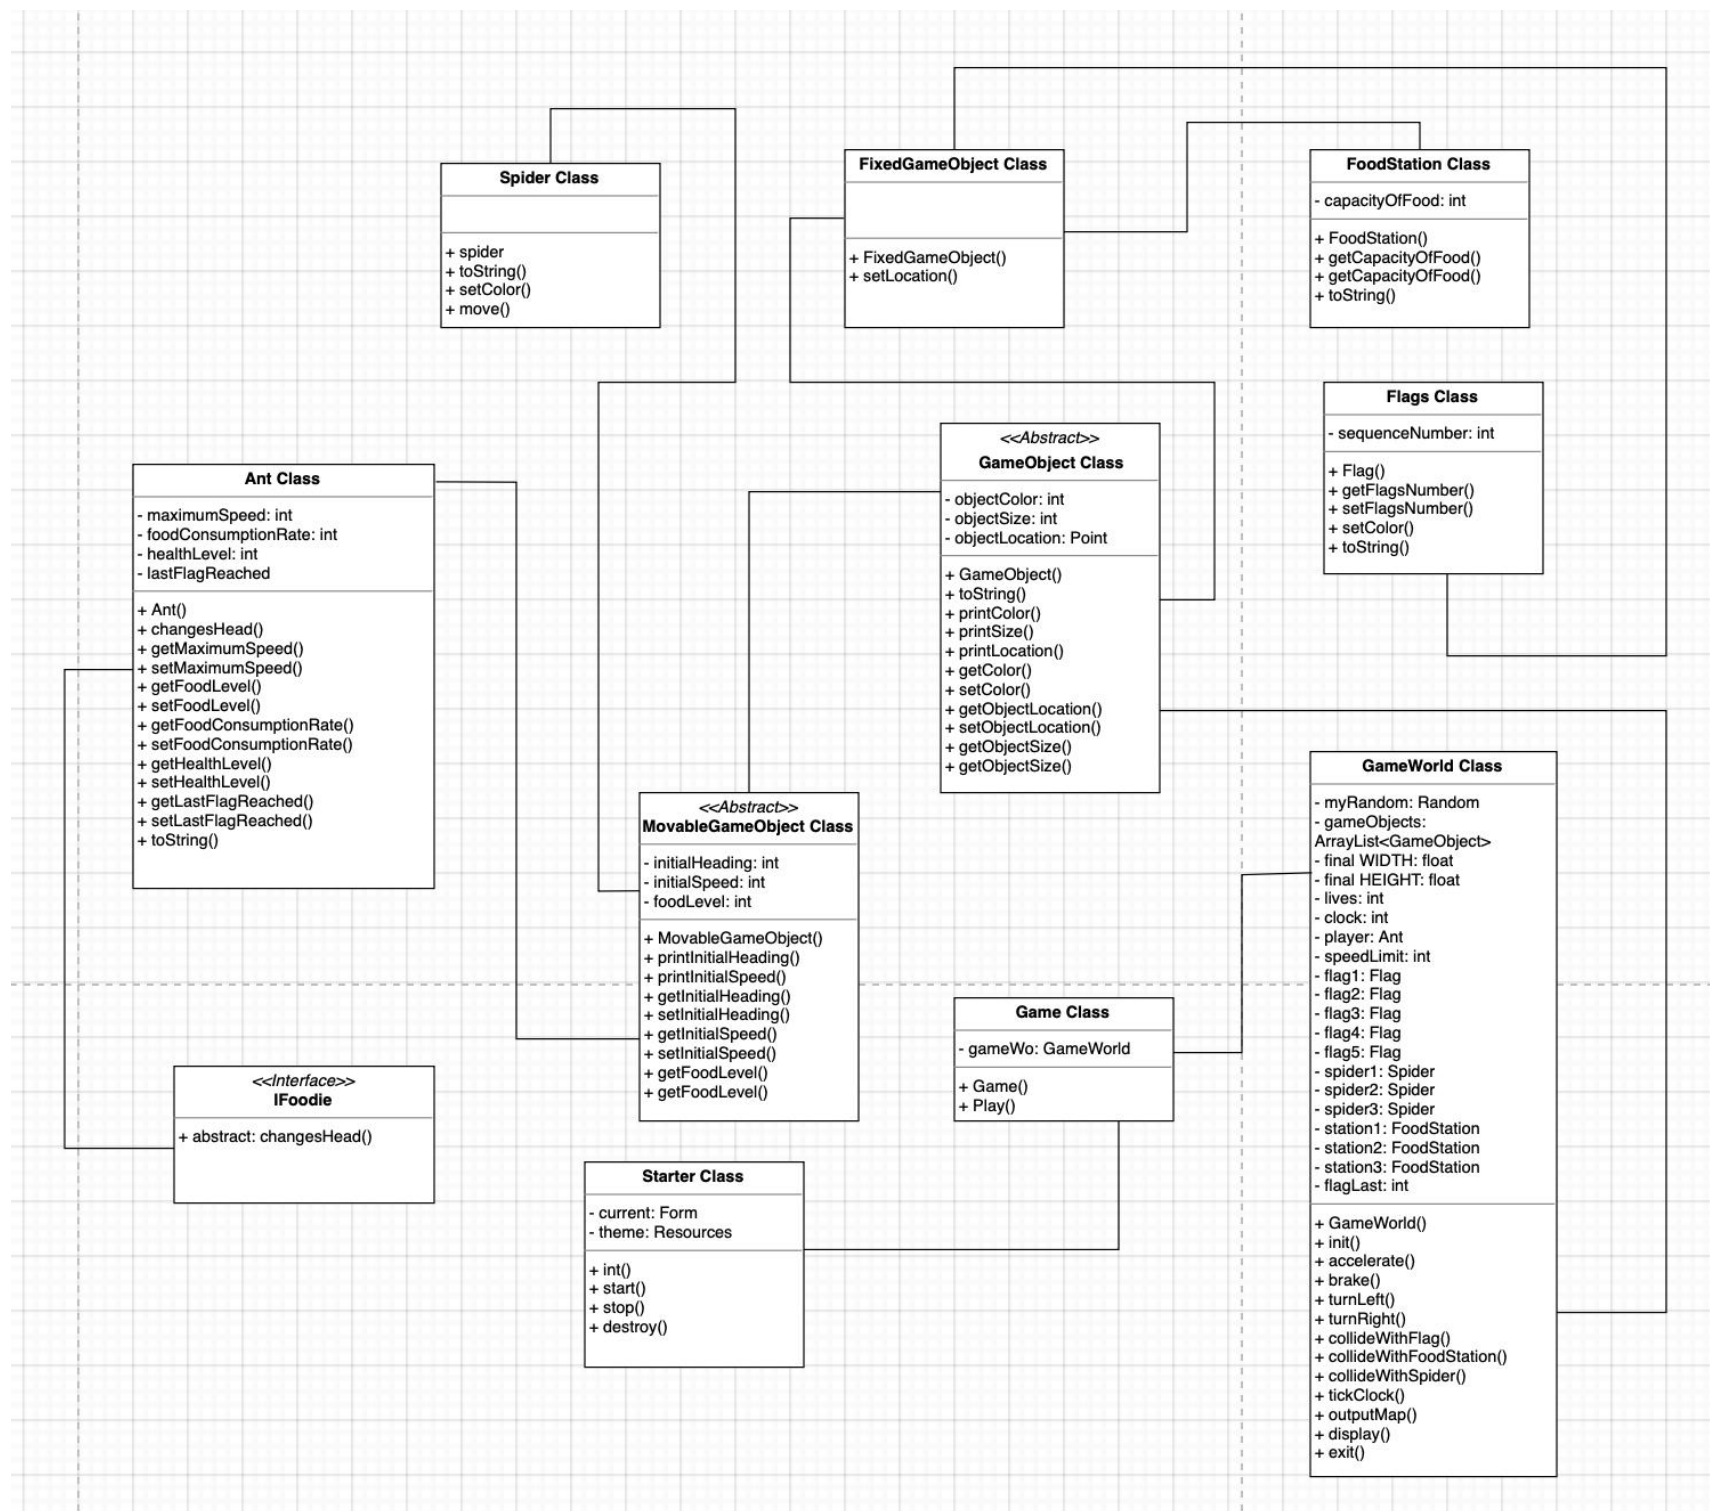 Spider Class
+ spider
+ toString()
+ setColor()
+ move()
FixedGameObject Class
+ FixedGameObject()
+ setLocation()
FoodStation Class
- capacityOfFood: int
+ FoodStation()
+ getCapacityOfFood()
+ getCapacityOfFood()
+ toString()
Flags Class
- sequenceNumber: int
+ Flag()
+ getFlagsNumber()
+ setFlagsNumber()
+ setColor()
+ toString()
<<Abstract>>
GameObject Class
- objectColor: int
- objectSize: int
- objectLocation: Point
+ GameObject()
+ toString()
+ printColor()
+ printSize()
+ printLocation()
+ getColor()
+ setColor()
+ getObjectLocation()
+ setObjectLocation()
+ getObjectSize()
+ getObjectSize()
Ant Class
- maximumSpeed: int
- foodConsumptionRate: int
- healthLevel: int
- lastFlagReached
+ Ant()
+ changesHead()
+ getMaximumSpeed()
+ setMaximumSpeed()
+ getFoodLevel()
+ setFoodLevel()
+ getFoodConsumptionRate()
+ setFoodConsumptionRate()
+ getHealthLevel()
+ setHealthLevel()
+ getLastFlagReached()
+ setLastFlagReached()
+ toString()
<<Abstract>>
MovableGameObject Class
- initialHeading: int
- initialSpeed: int
- foodLevel: int
+ MovableGameObject()
+ printInitialHeading()
+ printInitialSpeed()
+ getInitialHeading()
+ setInitialHeading()
+ getInitialSpeed()
+ setInitialSpeed()
+ getFoodLevel()
+ getFoodLevel()
GameWorld Class
- myRandom: Random
- gameObjects:
ArrayList<GameObject>
- final WIDTH: float
- final HEIGHT: float
- lives: int
- clock: int
- player: Ant
- speedLimit: int
- flag1: Flag
- flag2: Flag
- flag3: Flag
- flag4: Flag
- flag5: Flag
- spider1: Spider
- spider2: Spider
- spider3: Spider
- station1: FoodStation
- station2: FoodStation
- station3: FoodStation
- flagLast: int
+ GameWorld()
+ init()
+ accelerate()
+ brake()
+ turnLeft()
+ turnRight()
+ collideWithFlag()
+ collideWithFoodStation()
+ collideWithSpider()
+ tickClock()
+ outputMap()
+ display()
+ exit()
Game Class
- gameWo: GameWorld
+ Game()
+ Play()
<<Interface>>
IFoodie
+ abstract: changesHead()
Starter Class
- current: Form
- theme: Resources
+ int()
+ start()
+ stop()
+ destroy()